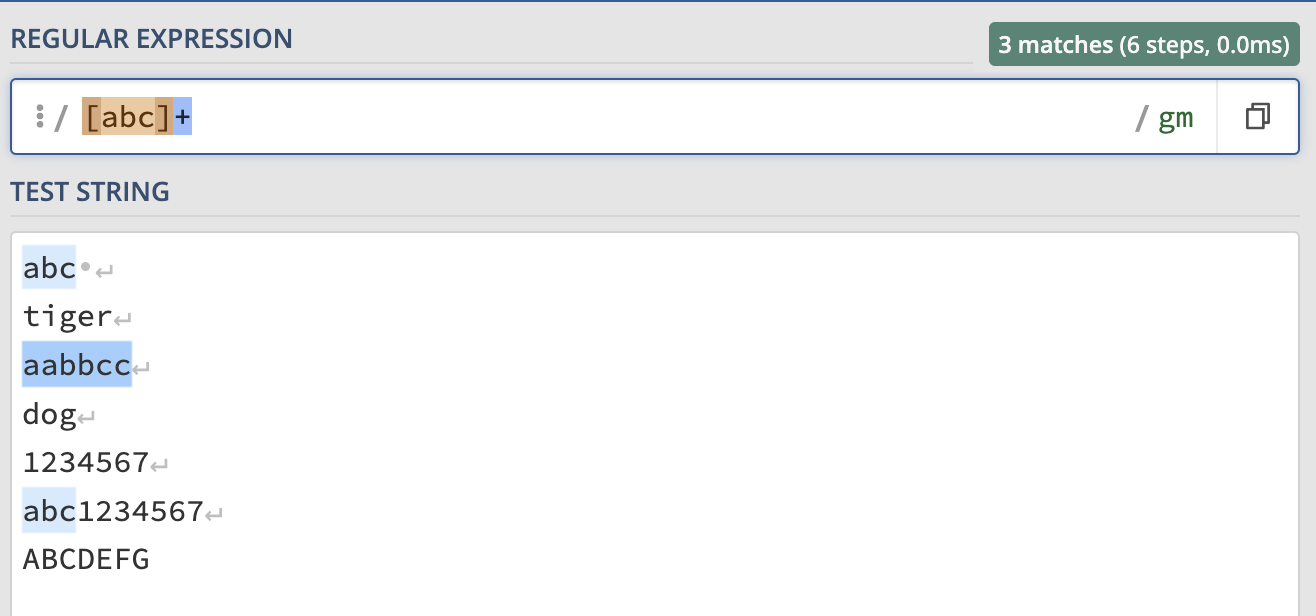 REGULAR EXPRESSION
3 matches (6 steps, 0.0ms)
/ [abc]+ / gm
TEST STRING
abc•↵
tiger↵
aabbcc↵
dog↵
1234567↵
abc1234567↵
ABCDEFG